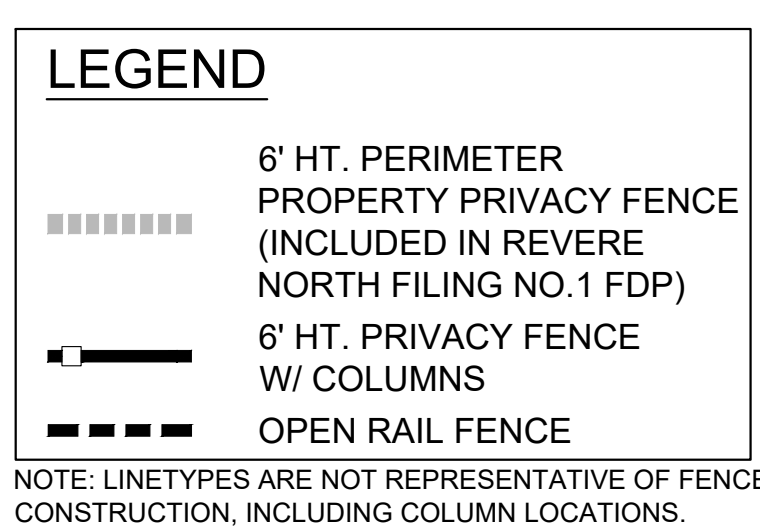 LEGEND
6' HT. PERIMETER
PROPERTY PRIVACY FENCE
(INCLUDED IN REVERE
NORTH FILING NO.1 FDP)
6' HT. PRIVACY FENCE
W/ COLUMNS
OPEN RAIL FENCE
NOTE: LINETYPES ARE NOT REPRESENTATIVE OF FENCE
CONSTRUCTION, INCLUDING COLUMN LOCATIONS.